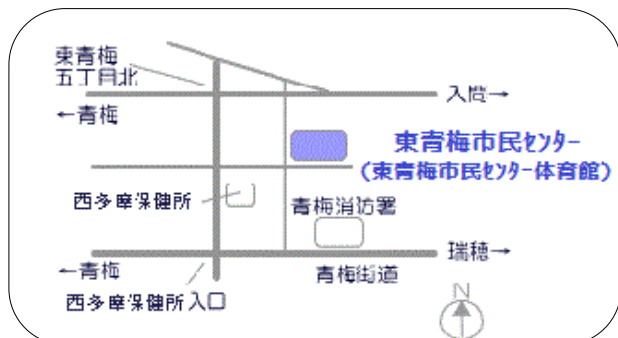 東青梅
五丁目北
入間→
←青梅
東青梅市民センター
(東青梅市民センター体育館)
西多摩保健所
青梅消防署
瑞穂→
←青梅
青梅街道
西多摩保健所入口
N